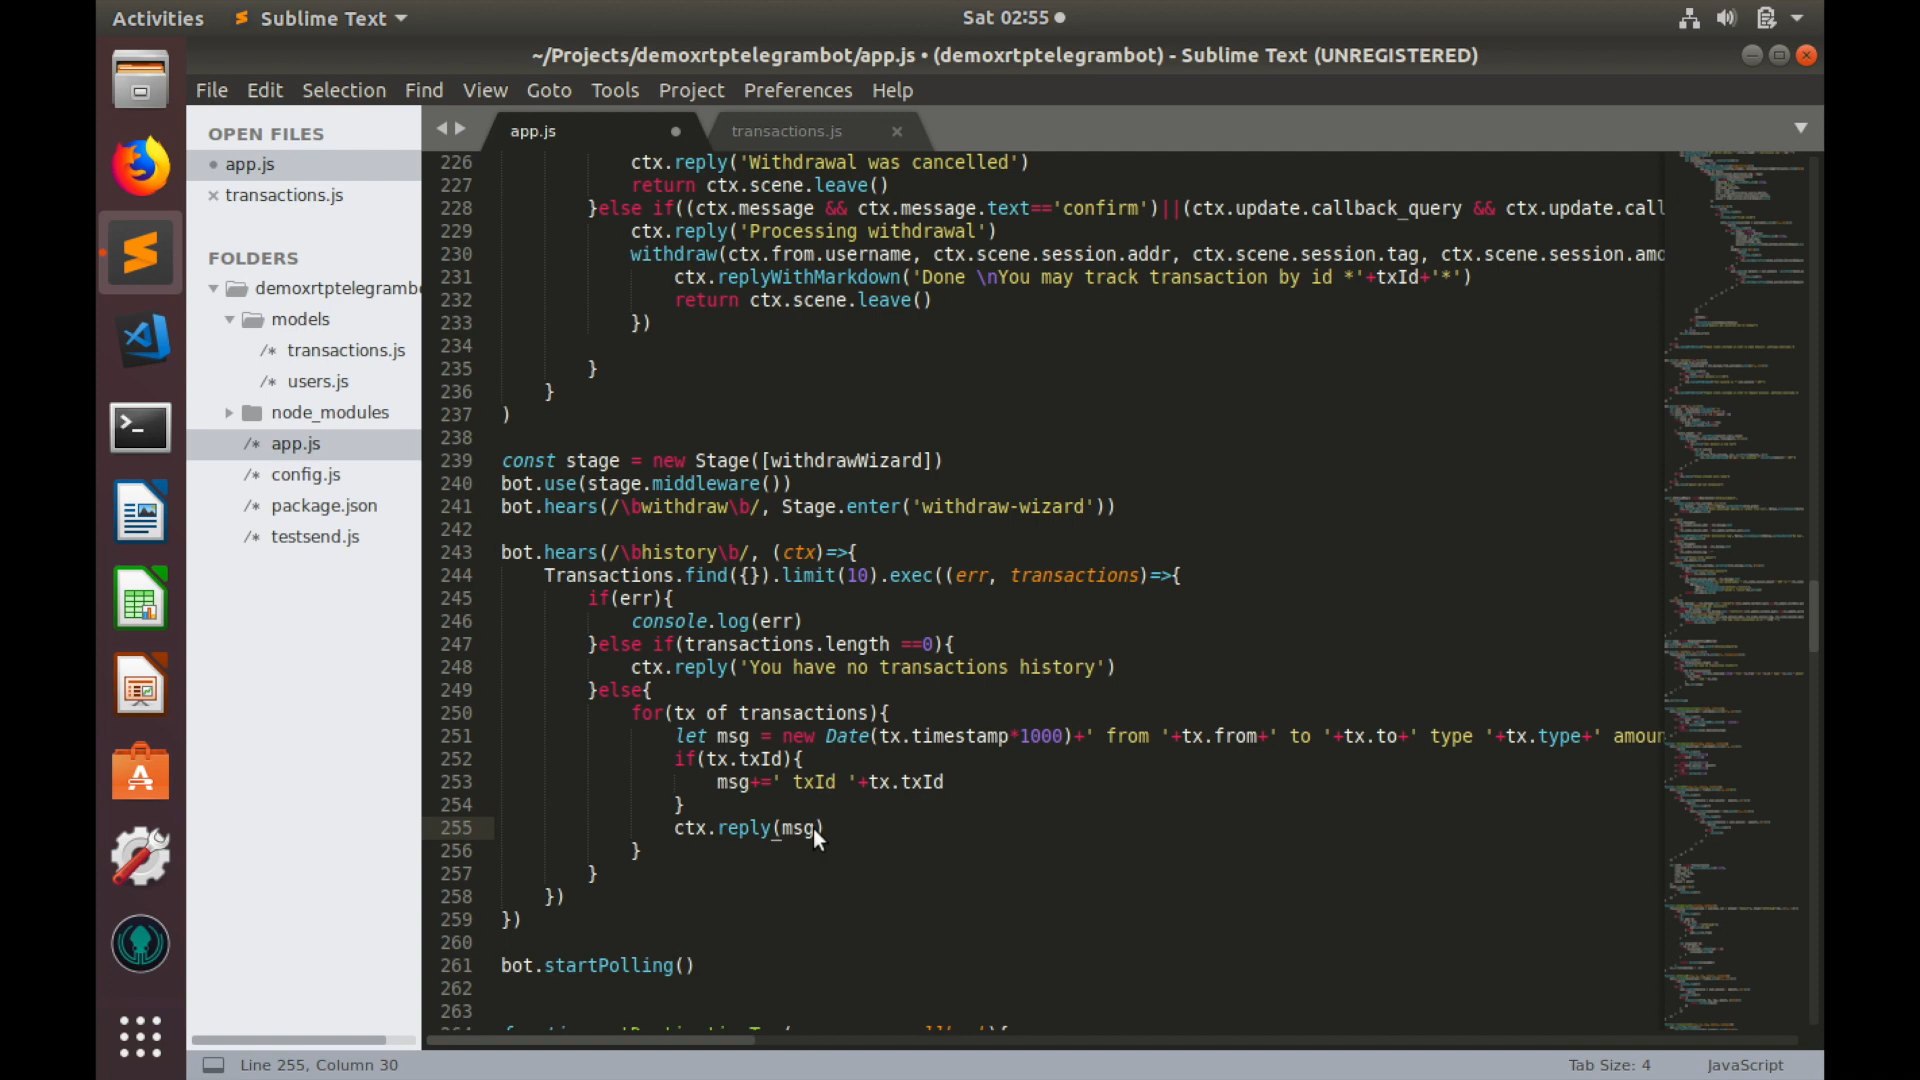 Activities
Sublime Text
Sat 02:55
~/Projects/demoxrtptelegrambot/app.js • (demoxrtptelegrambot) - Sublime Text (UNREGISTERED)
File Edit Selection Find View Goto Tools Project Preferences Help
OPEN FILES
app.js
transactions.js
FOLDERS
demoxrtptelegrambo
models
/* transactions.js
/* users.js
node_modules
/* app.js
/* config.js
/* package.json
/* testsend.js
app.js
transactions.js
226 ctx.reply('Withdrawal was cancelled')
227 return ctx.scene.leave()
228 }else if((ctx.message && ctx.message.text=='confirm')||(ctx.update.callback_query && ctx.update.call
229 ctx.reply('Processing withdrawal')
230 withdraw(ctx.from.username, ctx.scene.session.addr, ctx.scene.session.tag, ctx.scene.session.amo
231 ctx.replyWithMarkdown('Done \nYou may track transaction by id *'+txId+'*')
232 return ctx.scene.leave()
233 })
234
235 }
236 }
237 )
238
239 const stage = new Stage([withdrawWizard])
240 bot.use(stage.middleware())
241 bot.hears(/\bwithdraw\b/, Stage.enter('withdraw-wizard'))
242
243 bot.hears(/\bhistory\b/, (ctx)=>{
244 Transactions.find({}).limit(10).exec((err, transactions)=>{
245 if(err){
246 console.log(err)
247 }else if(transactions.length ==0){
248 ctx.reply('You have no transactions history')
249 }else{
250 for(tx of transactions){
251 let msg = new Date(tx.timestamp*1000)+' from '+tx.from+' to '+tx.to+' type '+tx.type+' amoun
252 if(tx.txId){
253 msg+=' txId '+tx.txId
254 }
255 ctx.reply(msg)
256 }
257 }
258 })
259 })
260
261 bot.startPolling()
262
263
Line 255, Column 30
Tab Size: 4
JavaScript